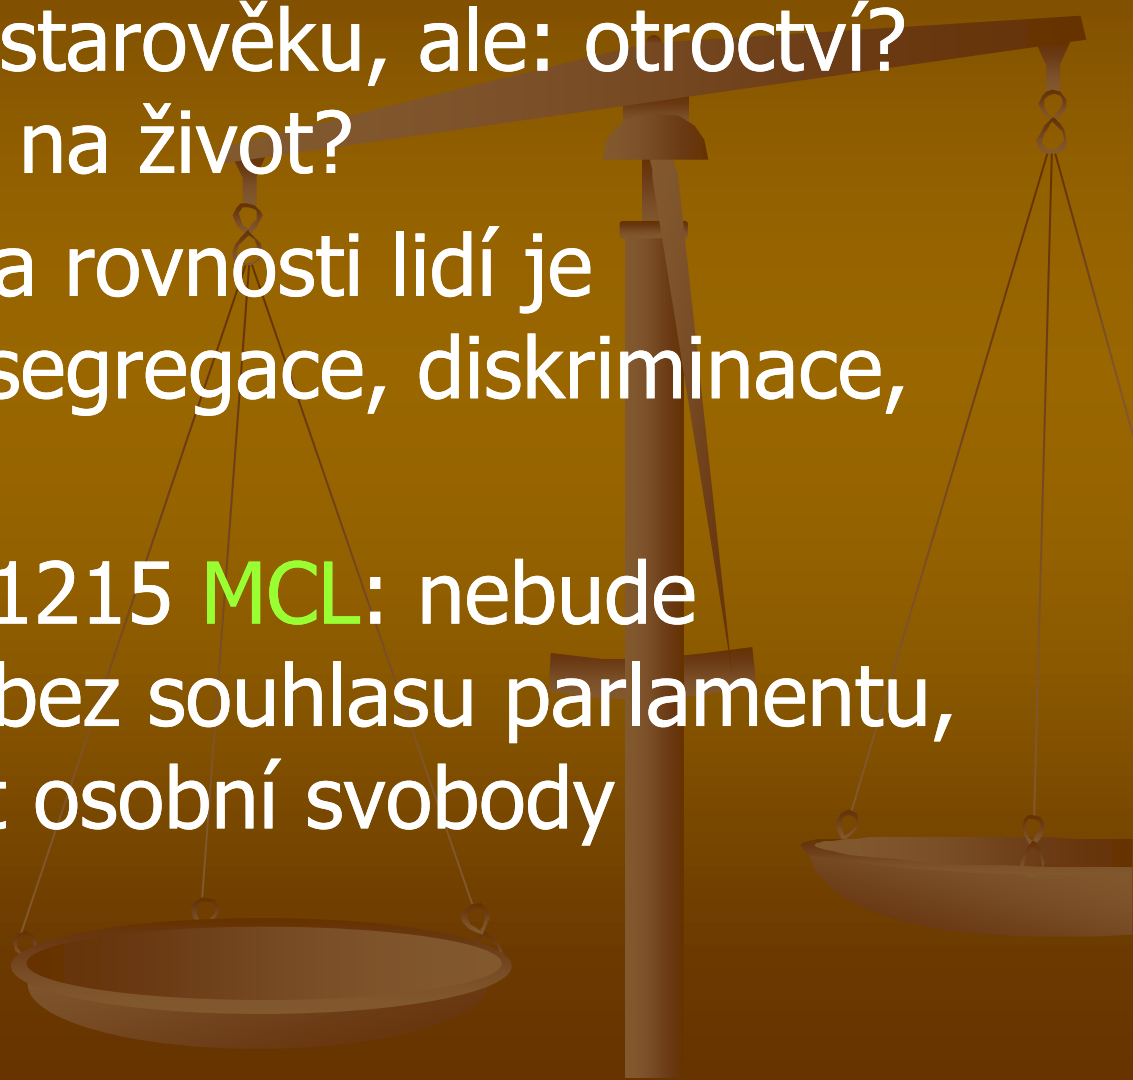 starověku, ale: otroctví?
na život?
a rovnosti lidí je
segregace, diskriminace,
1215 MCL: nebude
bez souhlasu parlamentu,
osobní svobody